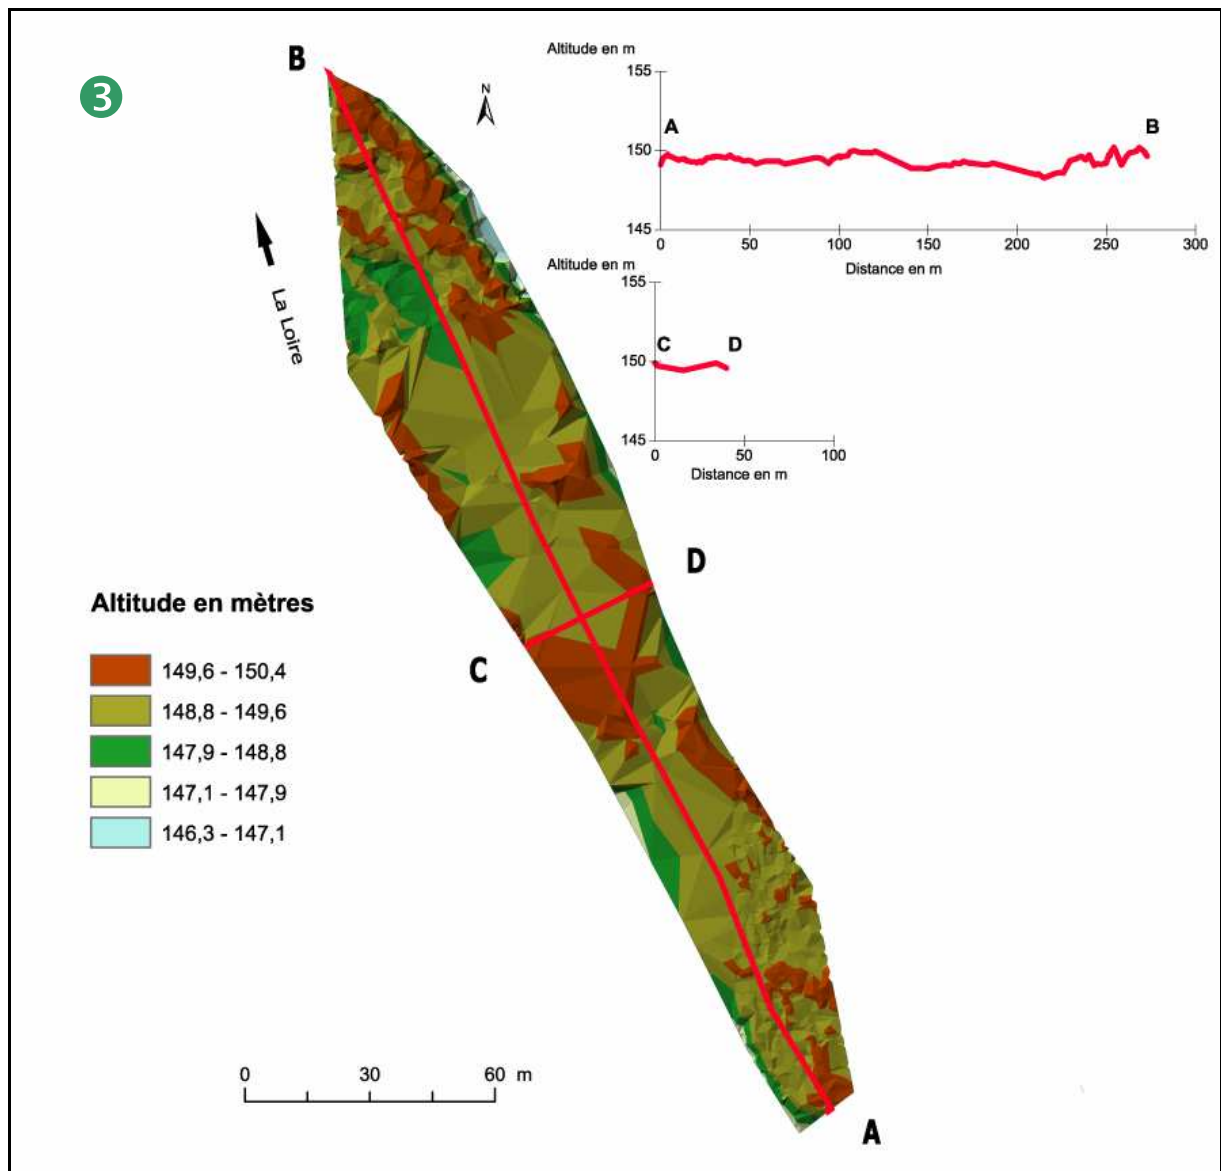 3
B
N
La Loire
Altitude en m
155
150
145
A
B
0 50 100 150 200 250 300
Distance en m
Altitude en m
155
150
145
C
D
0 50 100
Distance en m
D
C
Altitude en mètres
149,6 - 150,4
148,8 - 149,6
147,9 - 148,8
147,1 - 147,9
146,3 - 147,1
0 30 60 m
A